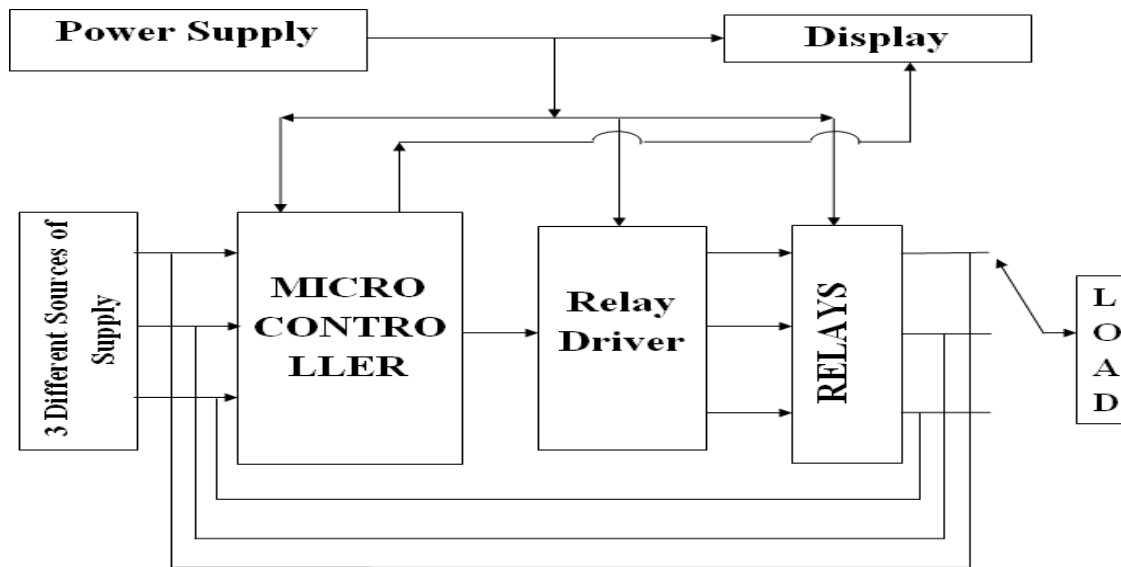 Power Supply
Display
3 Different Sources of
Supply
MICRO
CONTRO
LLER
Relay
Driver
RELAYS
L
O
A
D